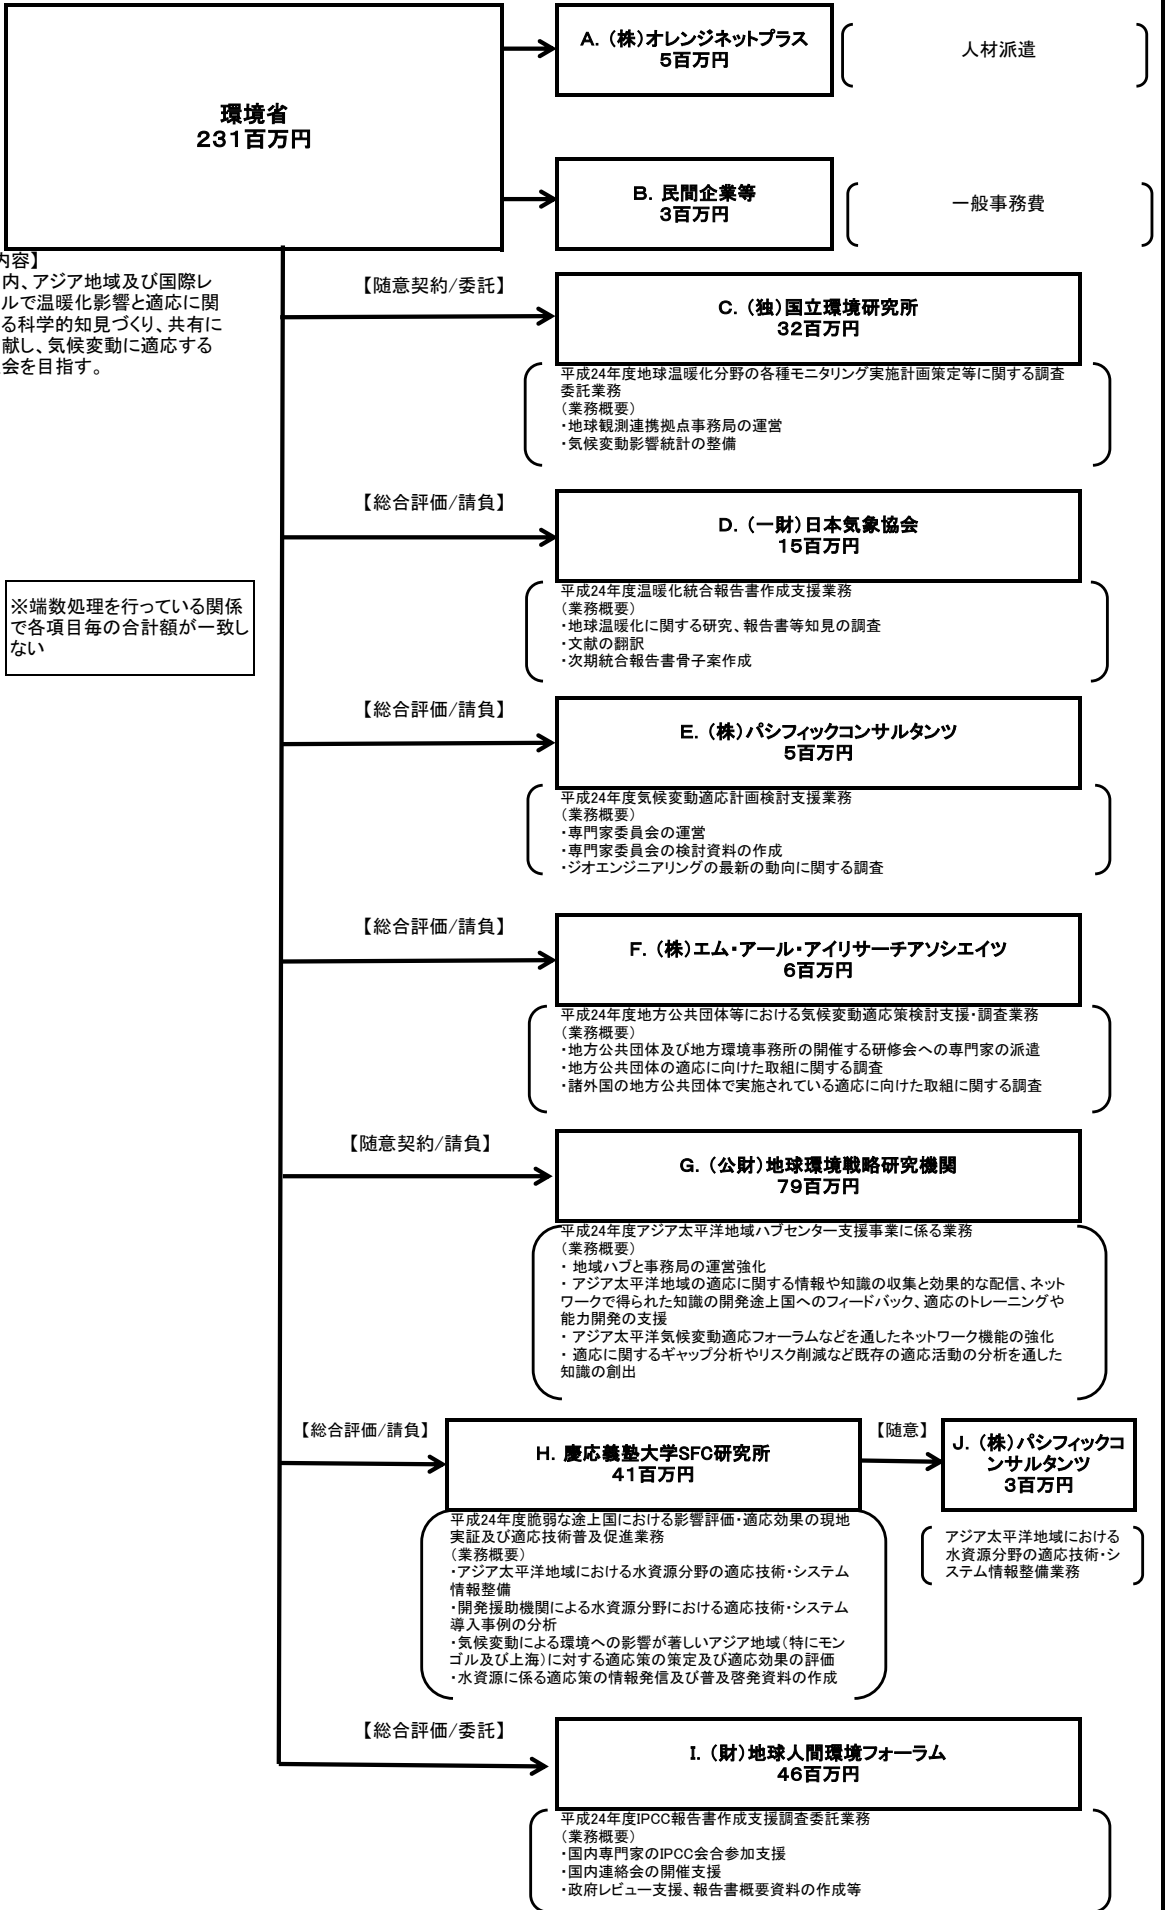 環境省
231百万円
A. (株)オレンジネットプラス
5百万円
人材派遣
B. 民間企業等
3百万円
一般事務費
内容】
内、アジア地域及び国際レ
ルで温暖化影響と適応に関
る科学的知見づくり、共有に
献し、気候変動に適応する
会を目指す。
【随意契約/委託】
C. (独)国立環境研究所
32百万円
平成24年度地球温暖化分野の各種モニタリング実施計画策定等に関する調査
委託業務
(業務概要)
・地球観測連携拠点事務局の運営
・気候変動影響統計の整備
【総合評価/請負】
D. (一財)日本気象協会
15百万円
平成24年度温暖化統合報告書作成支援業務
(業務概要)
・地球温暖化に関する研究、報告書等知見の調査
・文献の翻訳
・次期統合報告書骨子案作成
※端数処理を行っている関係
で各項目毎の合計額が一致し
ない
【総合評価/請負】
E. (株)パシフィックコンサルタンツ
5百万円
平成24年度気候変動適応計画検討支援業務
(業務概要)
・専門家委員会の運営
・専門家委員会の検討資料の作成
・ジオエンジニアリングの最新の動向に関する調査
【総合評価/請負】
F. (株)エム・アール・アイリサーチアソシエイツ
6百万円
平成24年度地方公共団体等における気候変動適応策検討支援・調査業務
(業務概要)
・地方公共団体及び地方環境事務所の開催する研修会への専門家の派遣
・地方公共団体の適応に向けた取組に関する調査
・諸外国の地方公共団体で実施されている適応に向けた取組に関する調査
【随意契約/請負】
G. (公財)地球環境戦略研究機関
79百万円
平成24年度アジア太平洋地域ハブセンター支援事業に係る業務
(業務概要)
・ 地域ハブと事務局の運営強化
・ アジア太平洋地域の適応に関する情報や知識の収集と効果的な配信、ネット
ワークで得られた知識の開発途上国へのフィードバック、適応のトレーニングや
能力開発の支援
・ アジア太平洋気候変動適応フォーラムなどを通したネットワーク機能の強化
・ 適応に関するギャップ分析やリスク削減など既存の適応活動の分析を通した
知識の創出
【総合評価/請負】
H. 慶応義塾大学SFC研究所
41百万円
【随意】
J. (株)パシフィックコ
ンサルタンツ
3百万円
平成24年度脆弱な途上国における影響評価・適応効果の現地
実証及び適応技術普及促進業務
(業務概要)
・アジア太平洋地域における水資源分野の適応技術・システム
情報整備
・開発援助機関による水資源分野における適応技術・システム
導入事例の分析
・気候変動による環境への影響が著しいアジア地域(特にモン
ゴル及び上海)に対する適応策の策定及び適応効果の評価
・水資源に係る適応策の情報発信及び普及啓発資料の作成
アジア太平洋地域における
水資源分野の適応技術・シ
ステム情報整備業務
【総合評価/委託】
I. (財)地球人間環境フォーラム
46百万円
平成24年度IPCC報告書作成支援調査委託業務
(業務概要)
・国内専門家のIPCC会合参加支援
・国内連絡会の開催支援
・政府レビュー支援、報告書概要資料の作成等